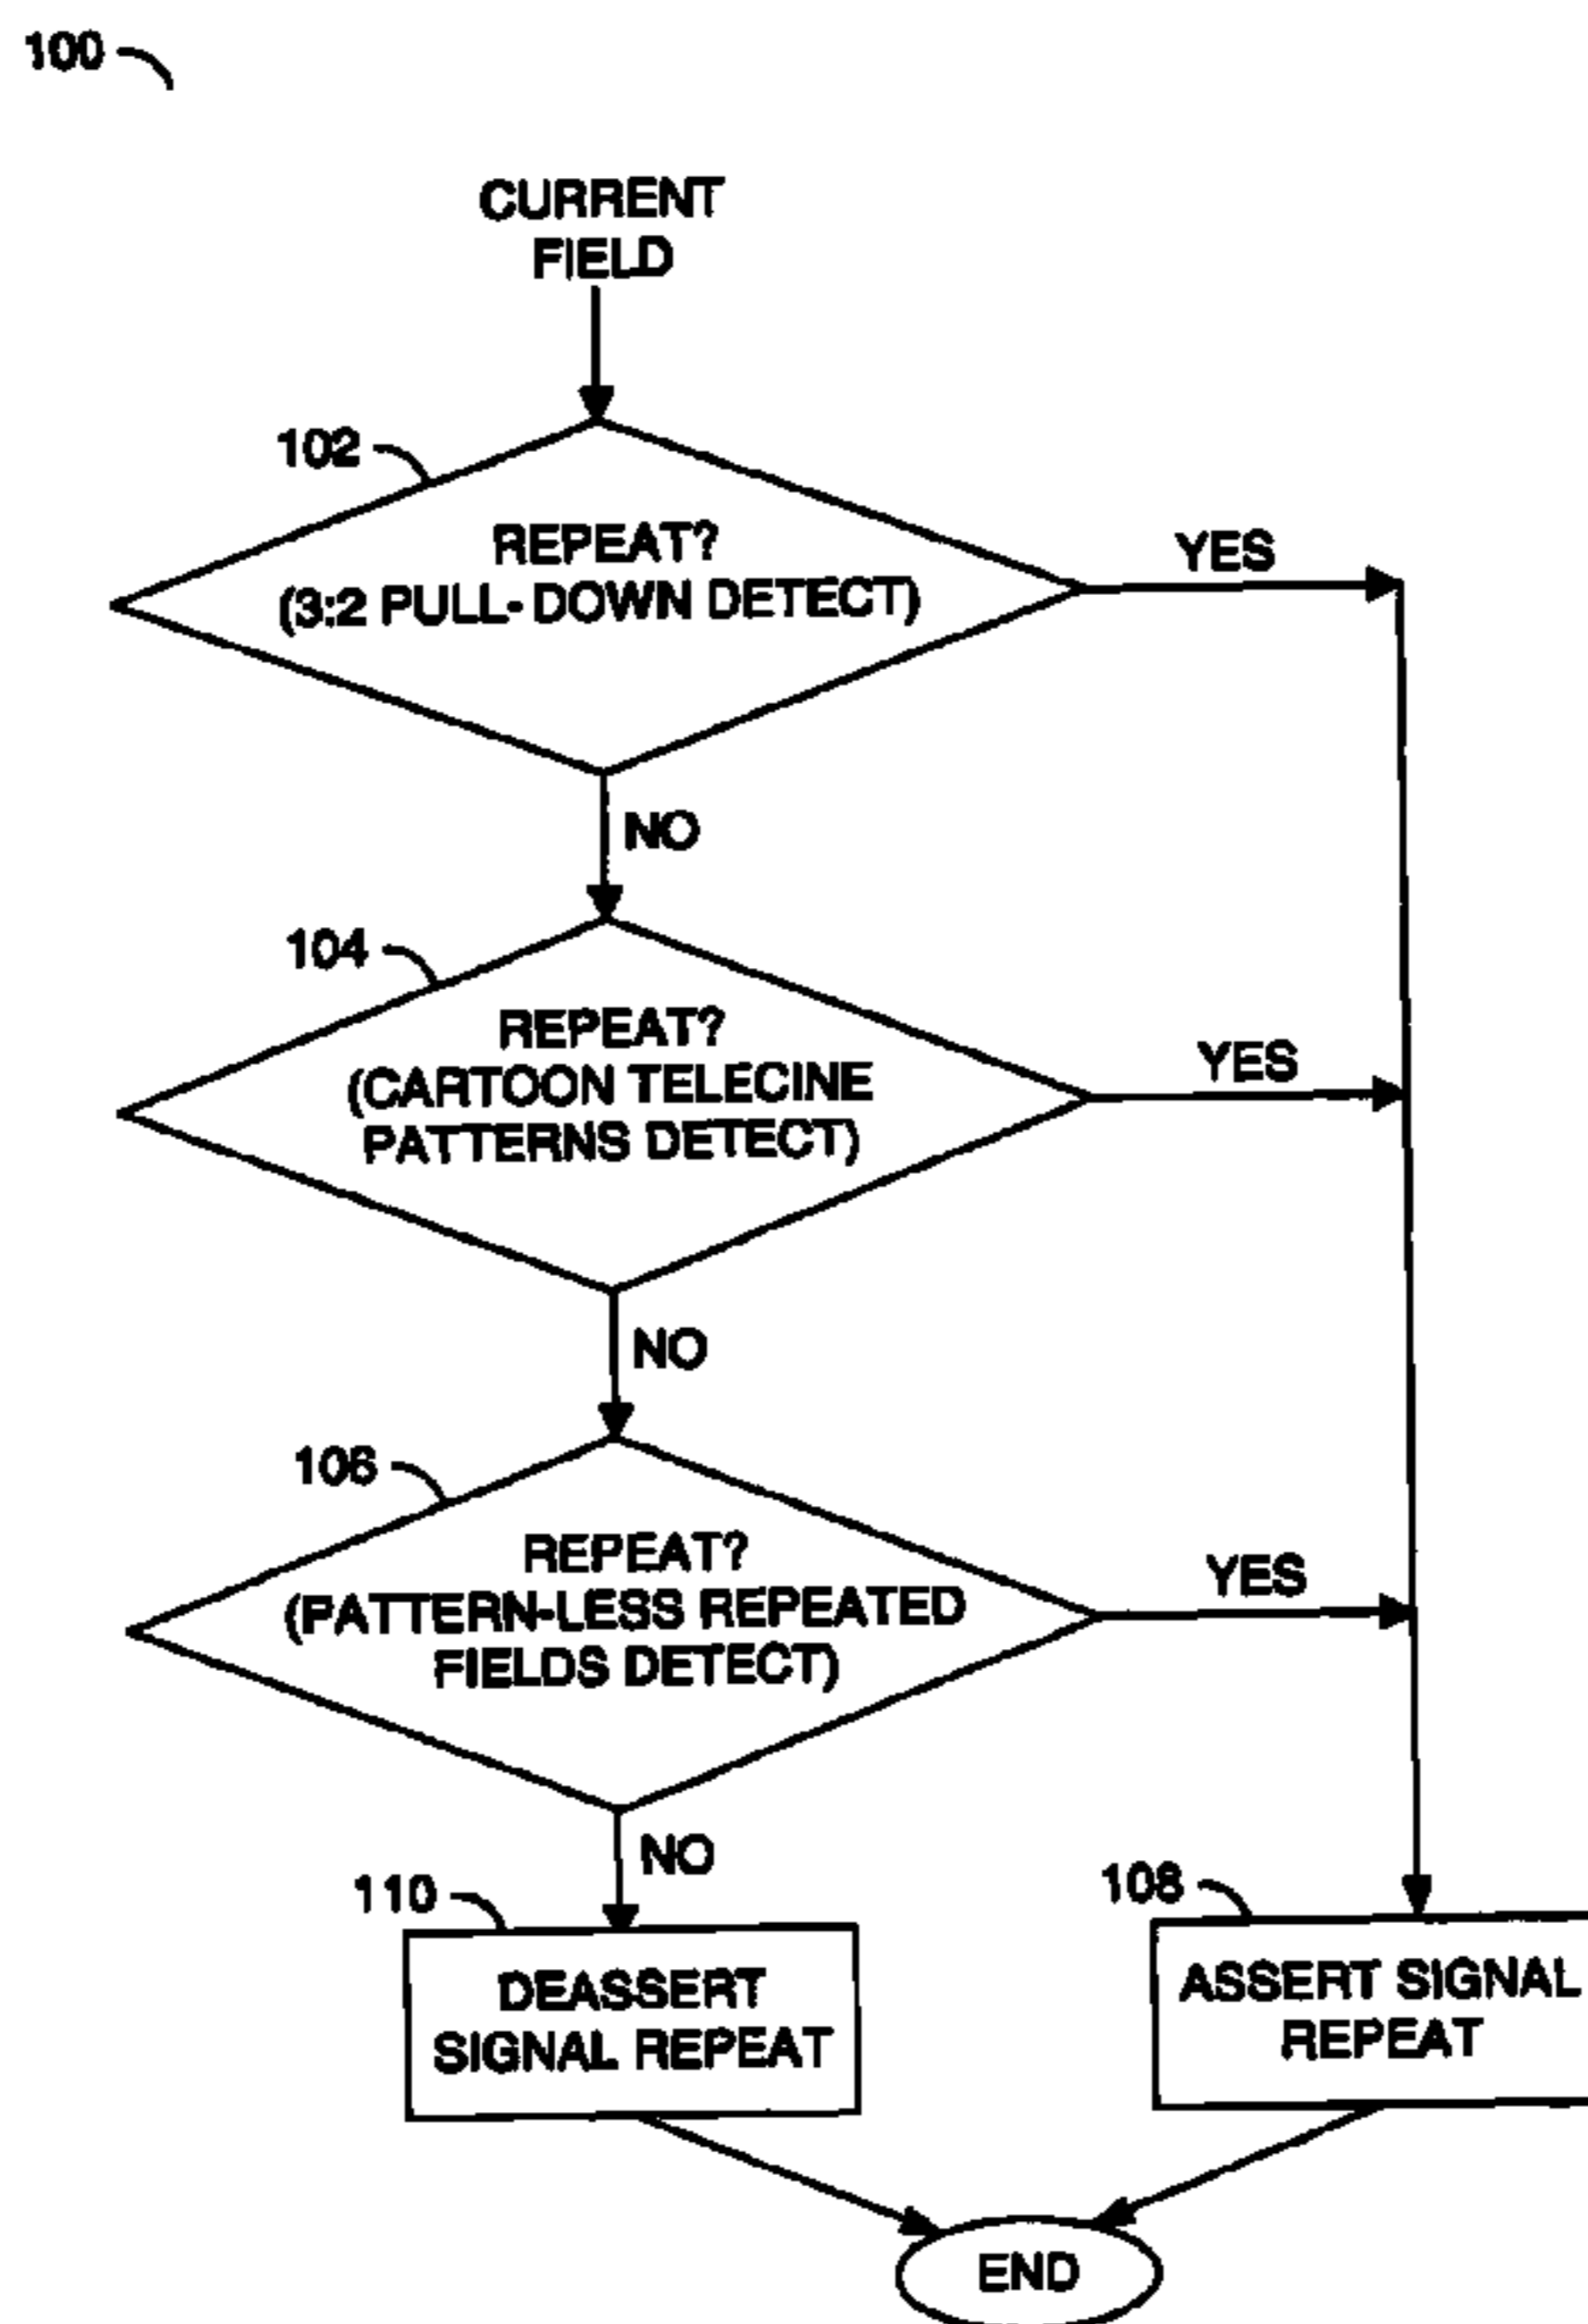 100
CURRENT
FIELD
102
REPEAT?
(3:2 PULL-DOWN DETECT)
YES
NO
104
REPEAT?
(CARTOON TELECINE
PATTERNS DETECT)
YES
NO
106
REPEAT?
(PATTERN-LESS REPEATED
FIELDS DETECT)
YES
NO
110
DEASSERT
SIGNAL REPEAT
108
ASSERT SIGNAL
REPEAT
END